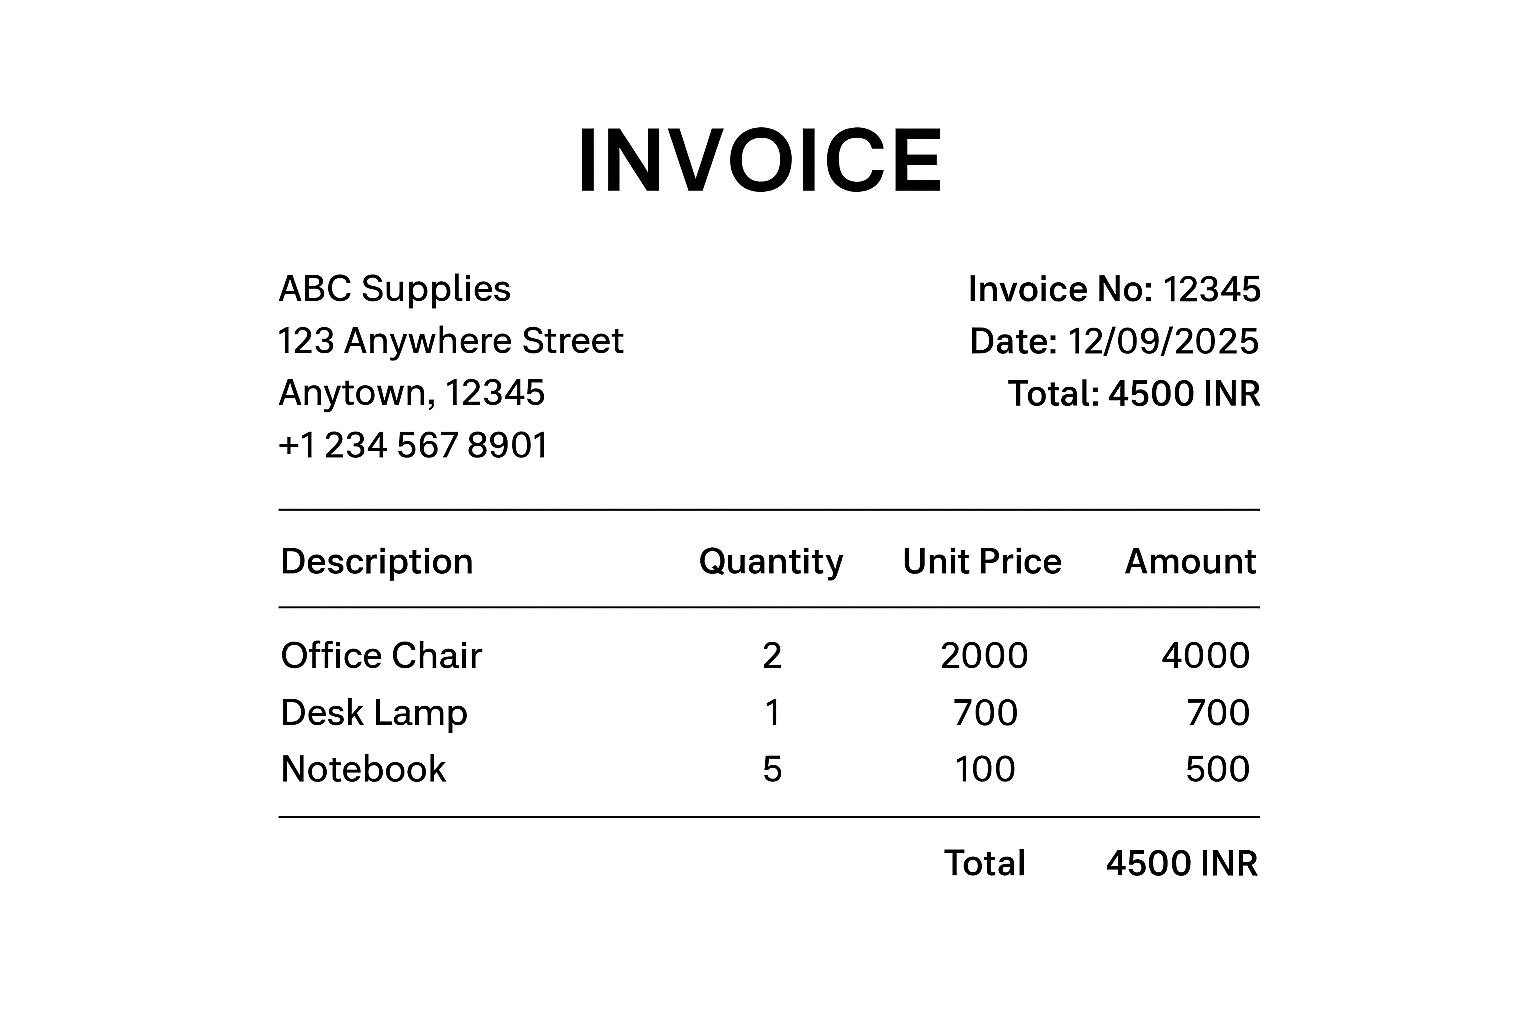 INVOICE
ABC Supplies
123 Anywhere Street
Anytown, 12345
+1 234 567 8901
Invoice No: 12345
Date: 12/09/2025
Total: 4500 INR
Description Quantity Unit Price Amount
Office Chair 2 2000 4000
Desk Lamp 1 700 700
Notebook 5 100 500
Total 4500 INR